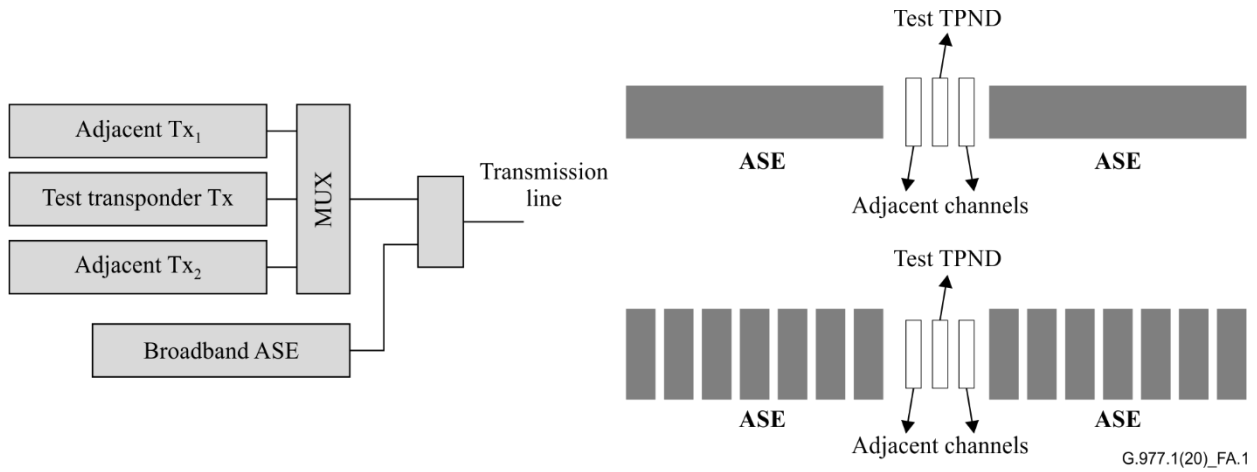 Adjacent Tx₁
Test transponder Tx
Adjacent Tx₂
MUX
Broadband ASE
Transmission
line
Test TPND
ASE
ASE
Adjacent channels
Test TPND
ASE
ASE
Adjacent channels
G.977.1(20)_FA.1